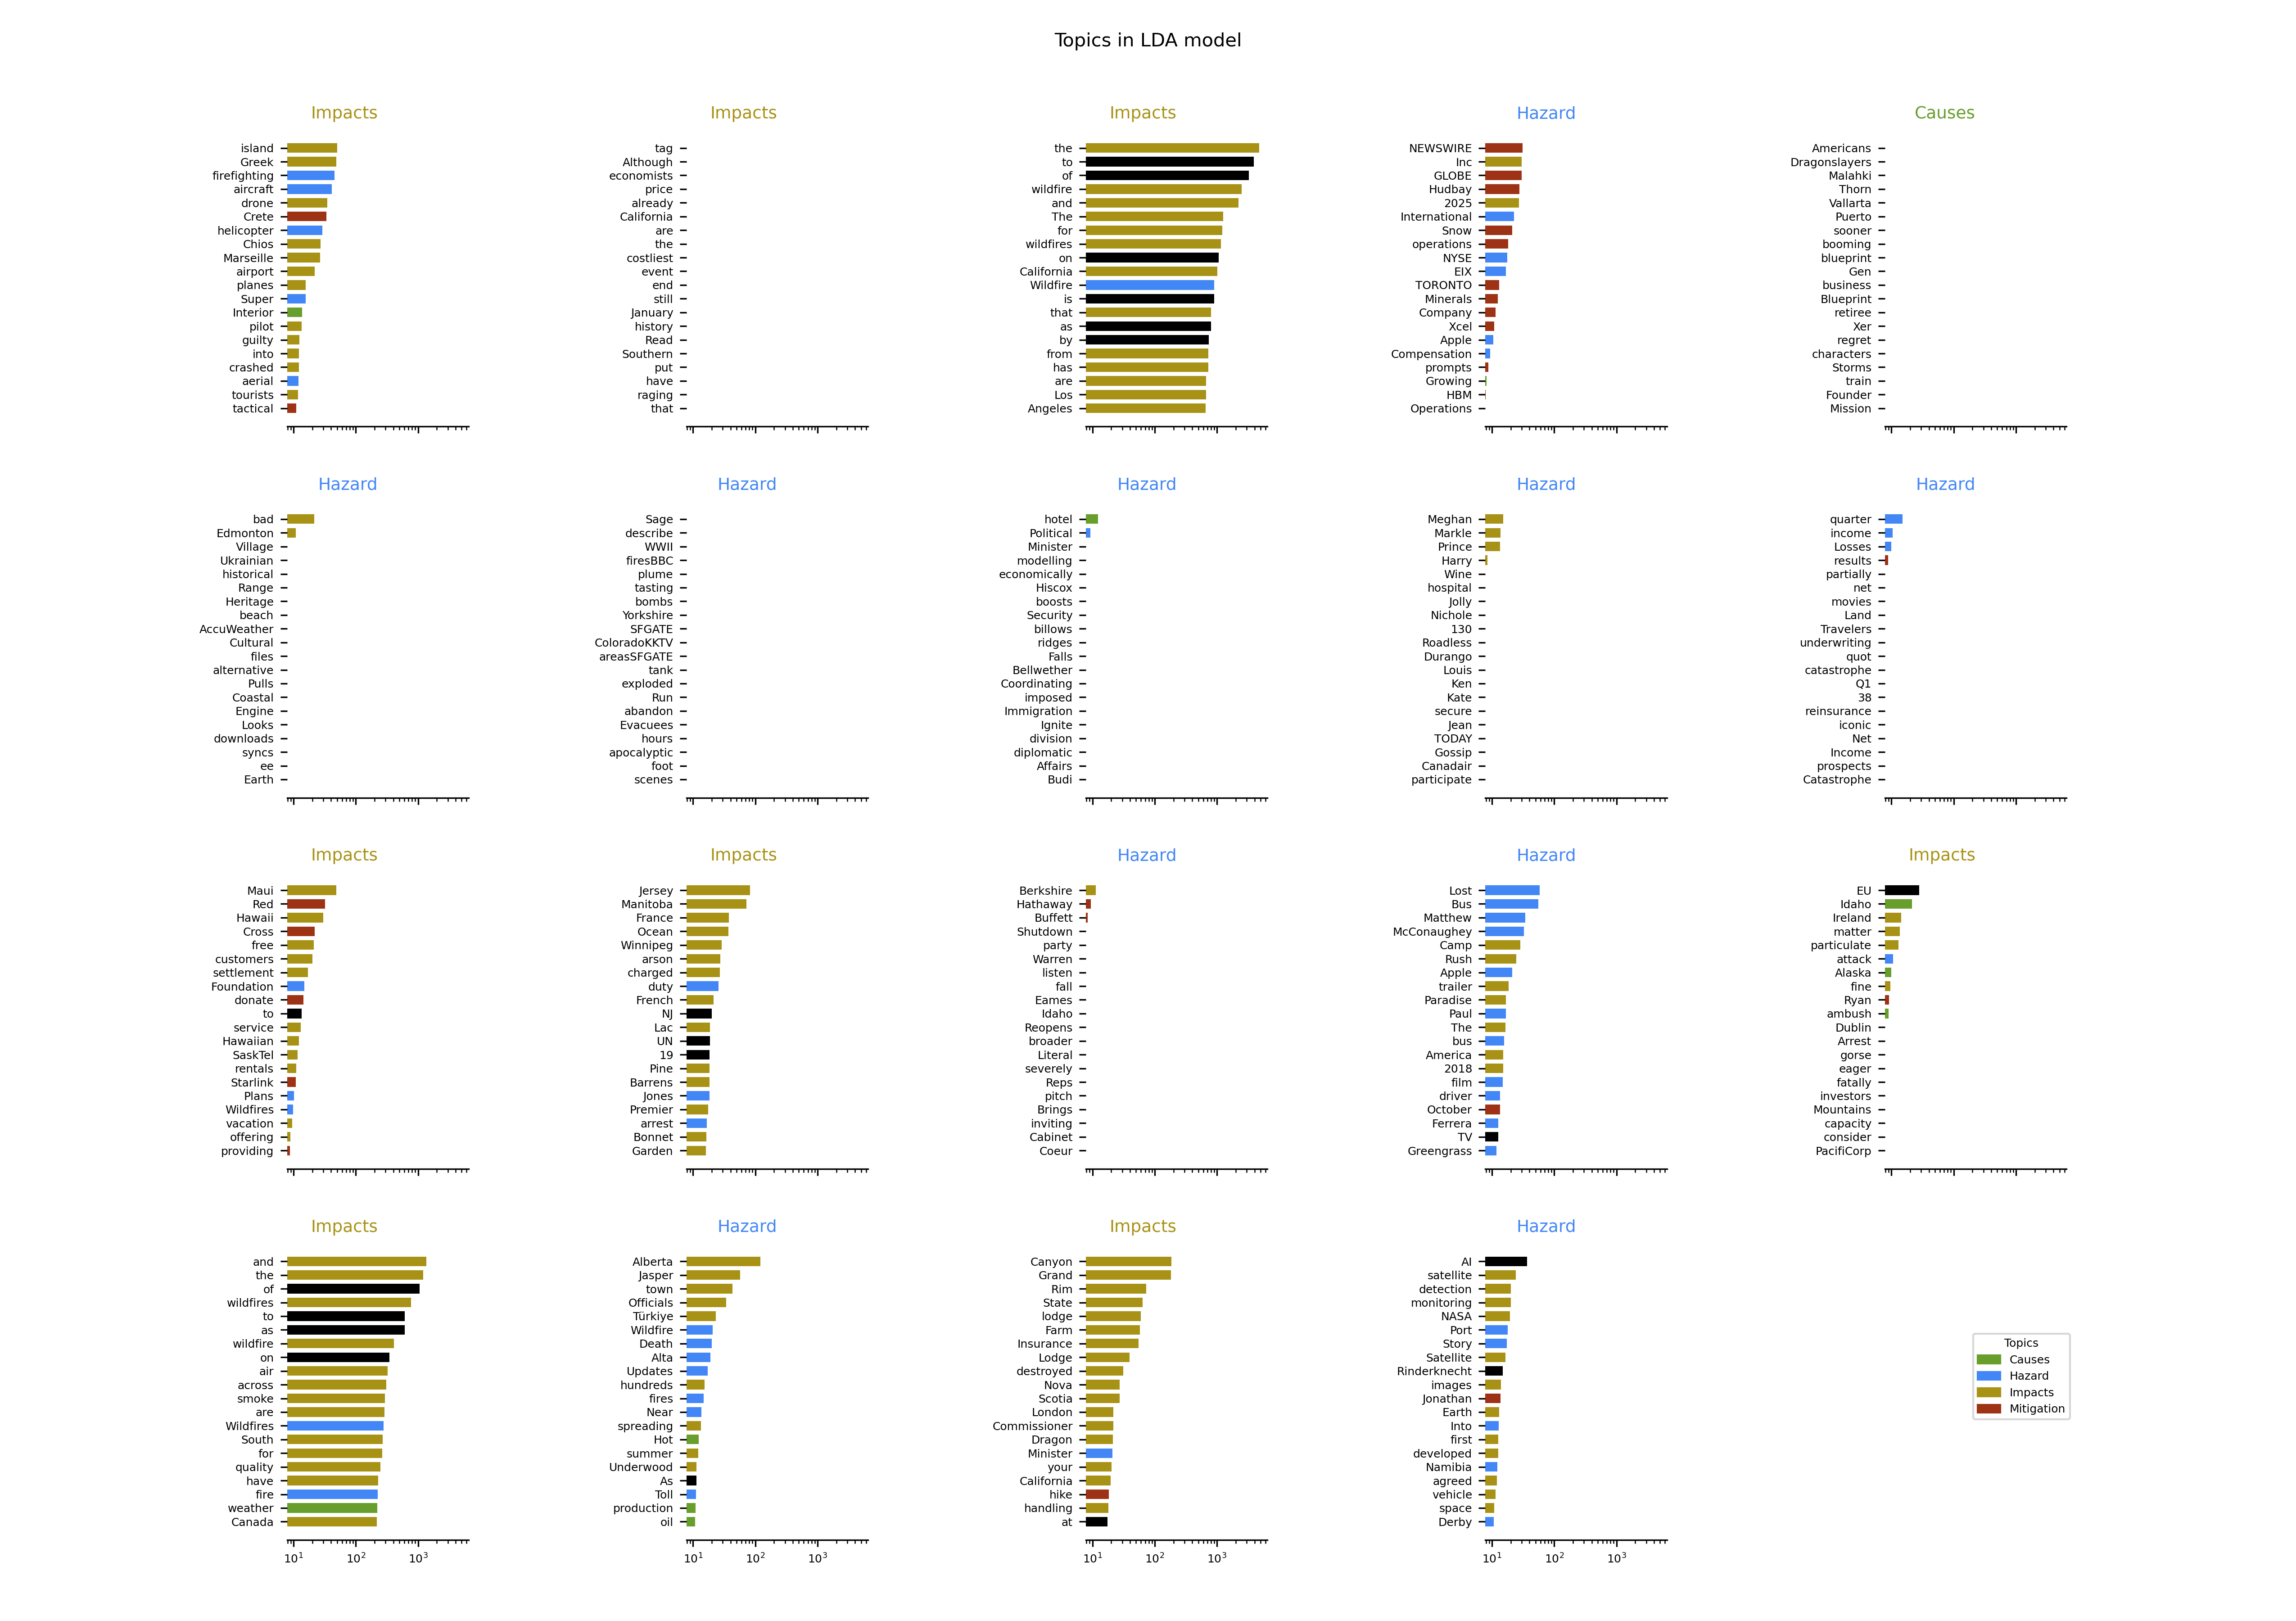 Topics in LDA model
Impacts
island
Greek
firefighting
aircraft
drone
Crete
helicopter
Chios
Marseille
airport
planes
Super
Interior
pilot
guilty
into
crashed
aerial
tourists
tactical
Impacts
tag
Although
economists
price
already
California
are
the
costliest
event
end
still
January
history
Read
Southern
put
have
raging
that
Impacts
the
to
of
wildfire
and
The
for
wildfires
on
California
Wildfire
is
that
as
by
from
has
are
Los
Angeles
Hazard
NEWSWIRE
Inc
GLOBE
Hudbay
2025
International
Snow
operations
NYSE
EIX
TORONTO
Minerals
Company
Xcel
Apple
Compensation
prompts
Growing
HBM
Operations
Causes
Americans
Dragonslayers
Malahki
Thorn
Vallarta
Puerto
sooner
booming
blueprint
Gen
business
Blueprint
retiree
Xer
regret
characters
Storms
train
Founder
Mission
Hazard
bad
Edmonton
Village
Ukrainian
historical
Range
Heritage
beach
AccuWeather
Cultural
files
alternative
Pulls
Coastal
Engine
Looks
downloads
syncs
ee
Earth
Hazard
Sage
describe
WWII
firesBBC
plume
tasting
bombs
Yorkshire
SFGATE
ColoradoKKTV
areasSFGATE
tank
exploded
Run
abandon
Evacuees
hours
apocalyptic
foot
scenes
Hazard
hotel
Political
Minister
modelling
economically
Hiscox
boosts
Security
billows
ridges
Falls
Bellwether
Coordinating
imposed
Immigration
Ignite
division
diplomatic
Affairs
Budi
Hazard
Meghan
Markle
Prince
Harry
Wine
hospital
Jolly
Nichole
130
Roadless
Durango
Louis
Ken
Kate
secure
Jean
TODAY
Gossip
Canadair
participate
Hazard
quarter
income
Losses
results
partially
net
movies
Land
Travelers
underwriting
quot
catastrophe
Q1
38
reinsurance
iconic
Net
Income
prospects
Catastrophe
Impacts
Maui
Red
Hawaii
Cross
free
customers
settlement
Foundation
donate
to
service
Hawaiian
SaskTel
rentals
Starlink
Plans
Wildfires
vacation
offering
providing
Impacts
Jersey
Manitoba
France
Ocean
Winnipeg
arson
charged
duty
French
NJ
Lac
UN
19
Pine
Barrens
Jones
Premier
arrest
Bonnet
Garden
Hazard
Berkshire
Hathaway
Buffett
Shutdown
party
Warren
listen
fall
Eames
Idaho
Reopens
broader
Literal
severely
Reps
pitch
Brings
inviting
Cabinet
Coeur
Hazard
Lost
Bus
Matthew
McConaughey
Camp
Rush
Apple
trailer
Paradise
Paul
The
bus
America
2018
film
driver
October
Ferrera
TV
Greengrass
Impacts
EU
Idaho
Ireland
matter
particulate
attack
Alaska
fine
Ryan
ambush
Dublin
Arrest
gorse
eager
fatally
investors
Mountains
capacity
consider
PacifiCorp
Impacts
and
the
of
wildfires
to
as
wildfire
on
air
across
smoke
are
Wildfires
South
for
quality
have
fire
weather
Canada
10¹ 10² 10³
Hazard
Alberta
Jasper
town
Officials
Türkiye
Wildfire
Death
Alta
Updates
hundreds
fires
Near
spreading
Hot
summer
Underwood
As
Toll
production
oil
10¹ 10² 10³
Impacts
Canyon
Grand
Rim
State
lodge
Farm
Insurance
Lodge
destroyed
Nova
Scotia
London
Commissioner
Dragon
Minister
your
California
hike
handling
at
10¹ 10² 10³
Hazard
AI
satellite
detection
monitoring
NASA
Port
Story
Satellite
Rinderknecht
images
Jonathan
Earth
Into
first
developed
Namibia
agreed
vehicle
space
Derby
10¹ 10² 10³
Topics
Causes
Hazard
Impacts
Mitigation